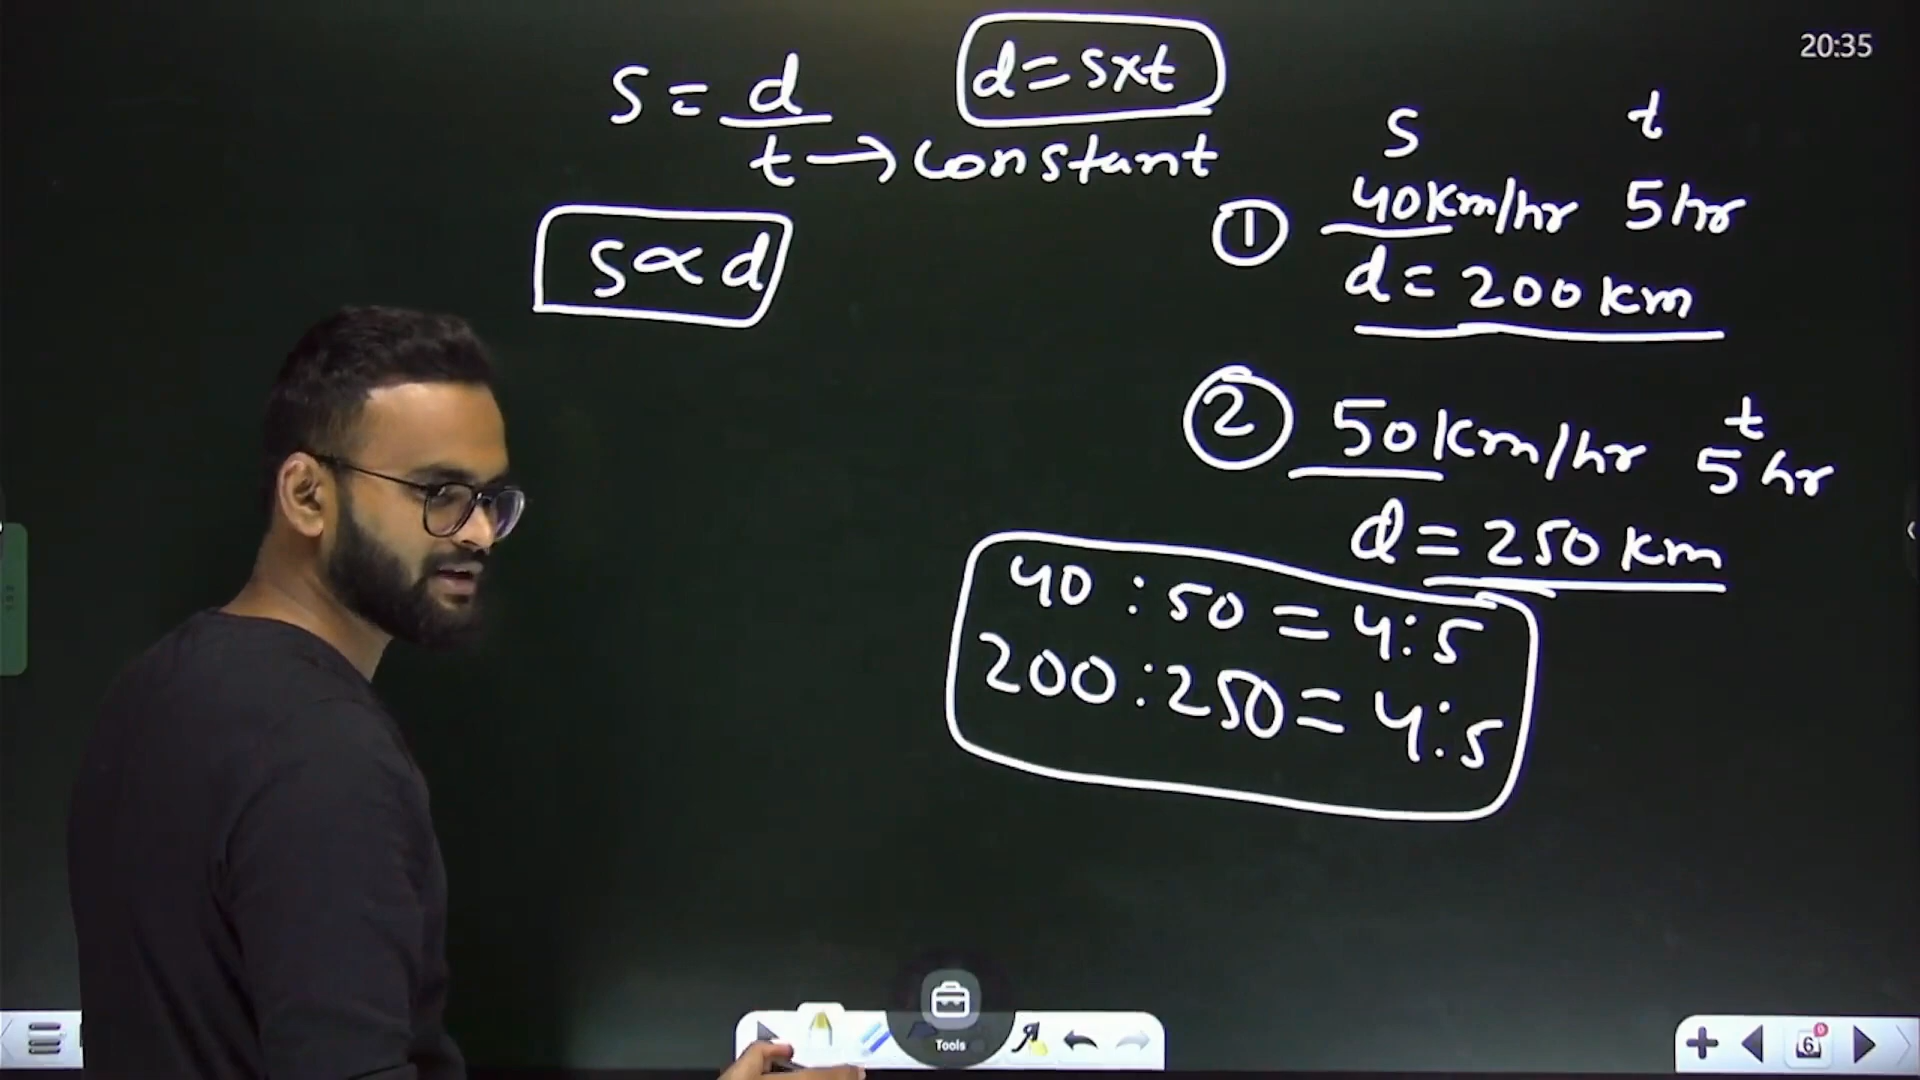 20:35
S = d/t → constant
d = s×t
S ∝ d
S t
① 40km/hr 5hr
d = 200 km
② 50km/hr t 5hr
d = 250 km
40 : 50 = 4:5
200 : 250 = 4:5
Tools
6